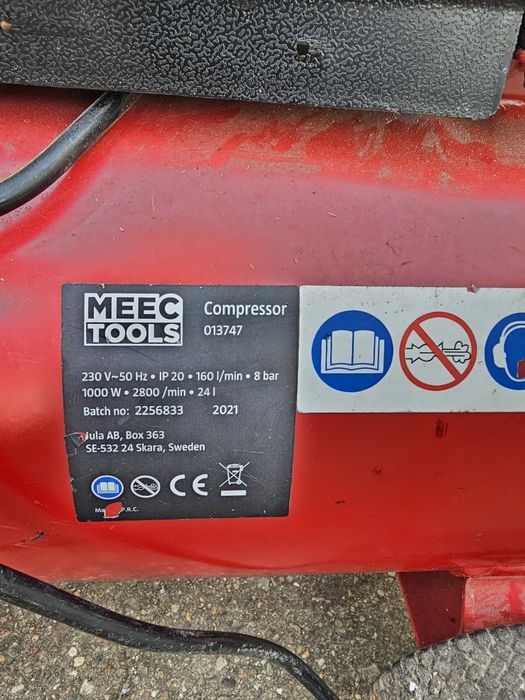 MEEC
TOOLS
Compressor
013747
230 V~50 Hz • IP 20 • 160 l/min • 8 bar
1000 W • 2800 /min • 24 l
Batch no: 2256833 2021
Jula AB, Box 363
SE-532 24 Skara, Sweden
CE
P.R.C.